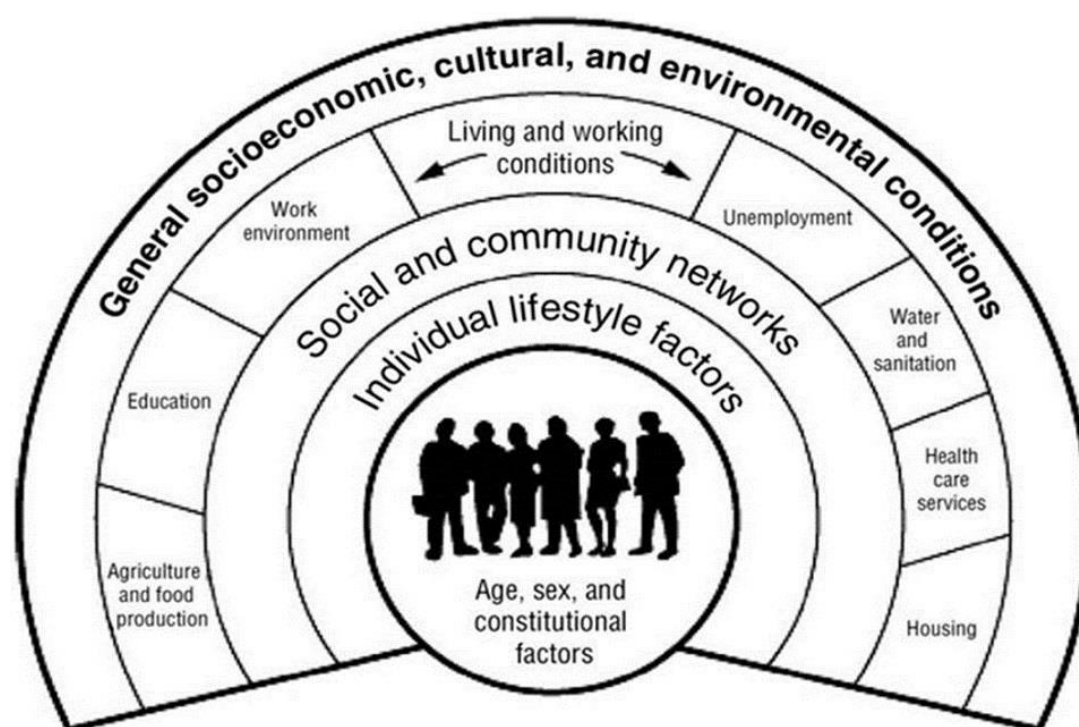 General socioeconomic, cultural, and environmental conditions
Living and working
conditions
Work
environment
Unemployment
Education
Water
and
sanitation
Agriculture
and food
production
Health
care
services
Housing
Social and community networks
Individual lifestyle factors
Age, sex, and
constitutional
factors